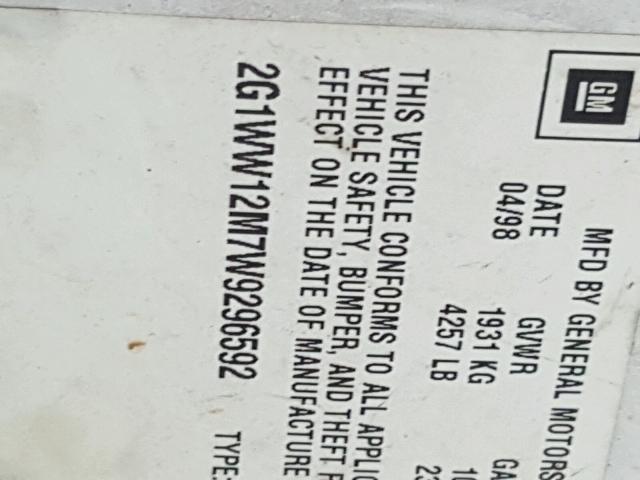 GM
MFD BY GENERAL MOTORS
DATE GVWR
04/98 1931 KG
4257 LB
THIS VEHICLE CONFORMS TO ALL
VEHICLE SAFETY, BUMPER, AND THEFT
EFFECT ON THE DATE OF MANUFACTURE
2G1WW12M7W9296592 TYPE: